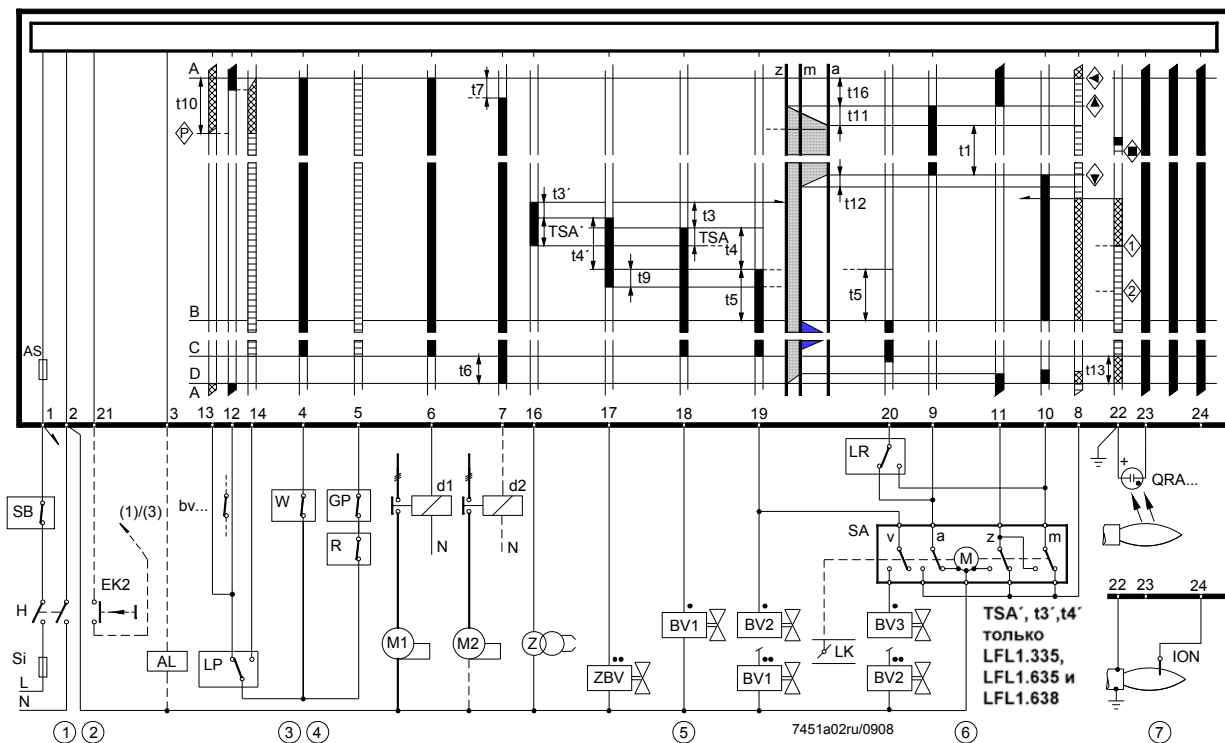 A z m a
t7 t16
t10 t11
P t1
t12
t3´ t3
TSA´ TSA t4 1
t4´ t9 2
t5 t5
B
AS C
D t6 t13
A
1 2 21 3 13 12 14 4 5 6 7 16 17 18 19 20 9 11 10 8 22 23 24
LR + QRA...
SB bv... W GP d1 d2
(1)/(3) R N N SA v a z m
M
EK2 22 23 24
H BV1 BV2 BV3 TSA´, t3´,t4´
только
M1 M2 Z LK LFL1.335,
Si AL LP ZBV BV1 BV2 LFL1.635 и ION
L LFL1.638
N
1 2 3 4 5 7451a02ru/0908 6 7